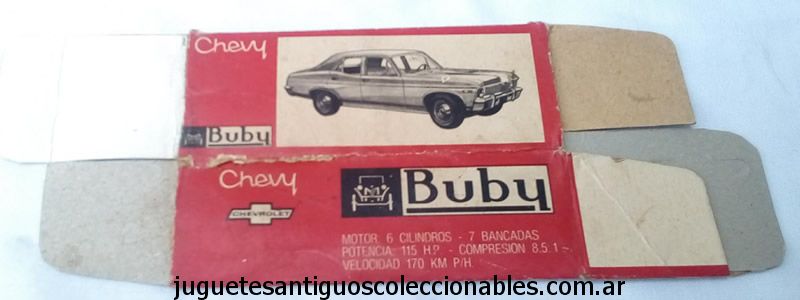 Chevy
Buby
Chevy
Buby
CHEVROLET
MOTOR 6 CILINDROS - 7 BANCADAS
POTENCIA: 115 H.P - COMPRESION 8.5:1 -
VELOCIDAD 170 KM P/H.
juguetesantiguoscoleccionables.com.ar